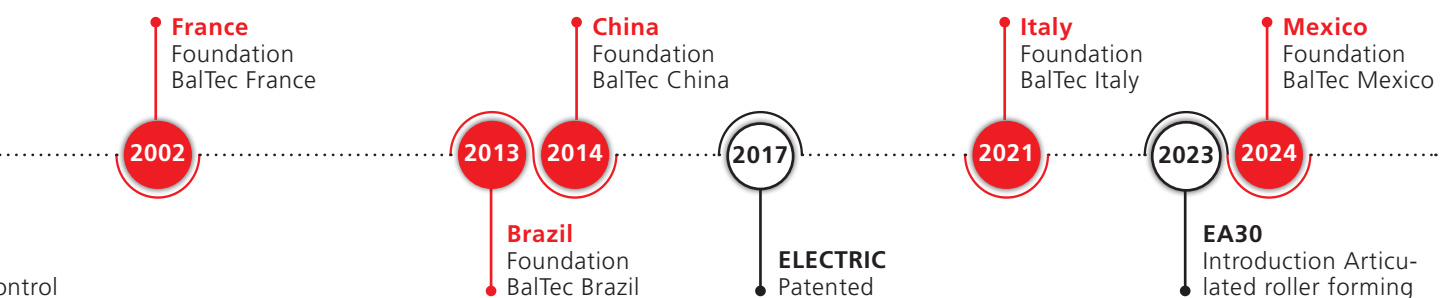 France
Foundation
BalTec France
China
Foundation
BalTec China
Italy
Foundation
BalTec Italy
Mexico
Foundation
BalTec Mexico
2002
2013
2014
2017
2021
2023
2024
ontrol
Brazil
Foundation
BalTec Brazil
ELECTRIC
Patented
EA30
Introduction Articu-
lated roller forming